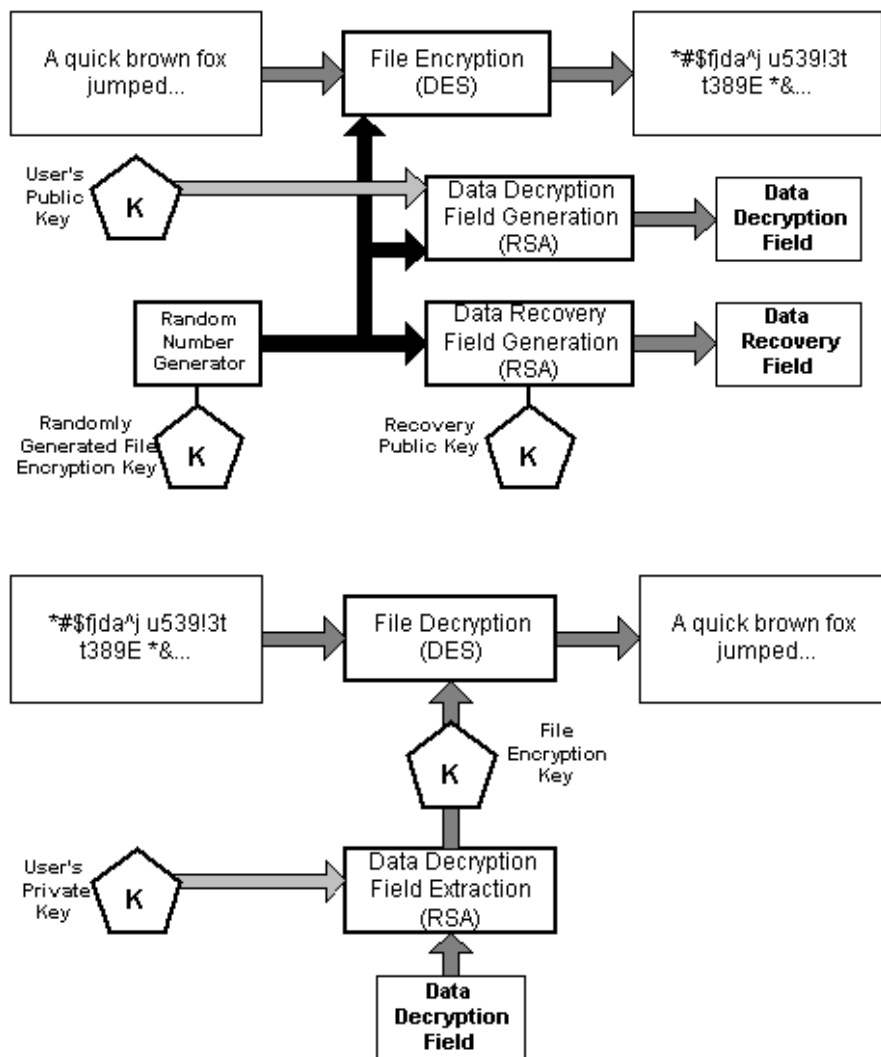 A quick brown fox
jumped...
File Encryption
(DES)
*#$fjda^j u539!3t
t389E *&...
User's
Public
Key
K
Data Decryption
Field Generation
(RSA)
Data
Decryption
Field
Random
Number
Generator
Data Recovery
Field Generation
(RSA)
Data
Recovery
Field
Randomly
Generated File
Encryption Key
K
Recovery
Public Key
K
*#$fjda^j u539!3t
t389E *&...
File Decryption
(DES)
A quick brown fox
jumped...
K
File
Encryption
Key
User's
Private
Key
K
Data Decryption
Field Extraction
(RSA)
Data
Decryption
Field